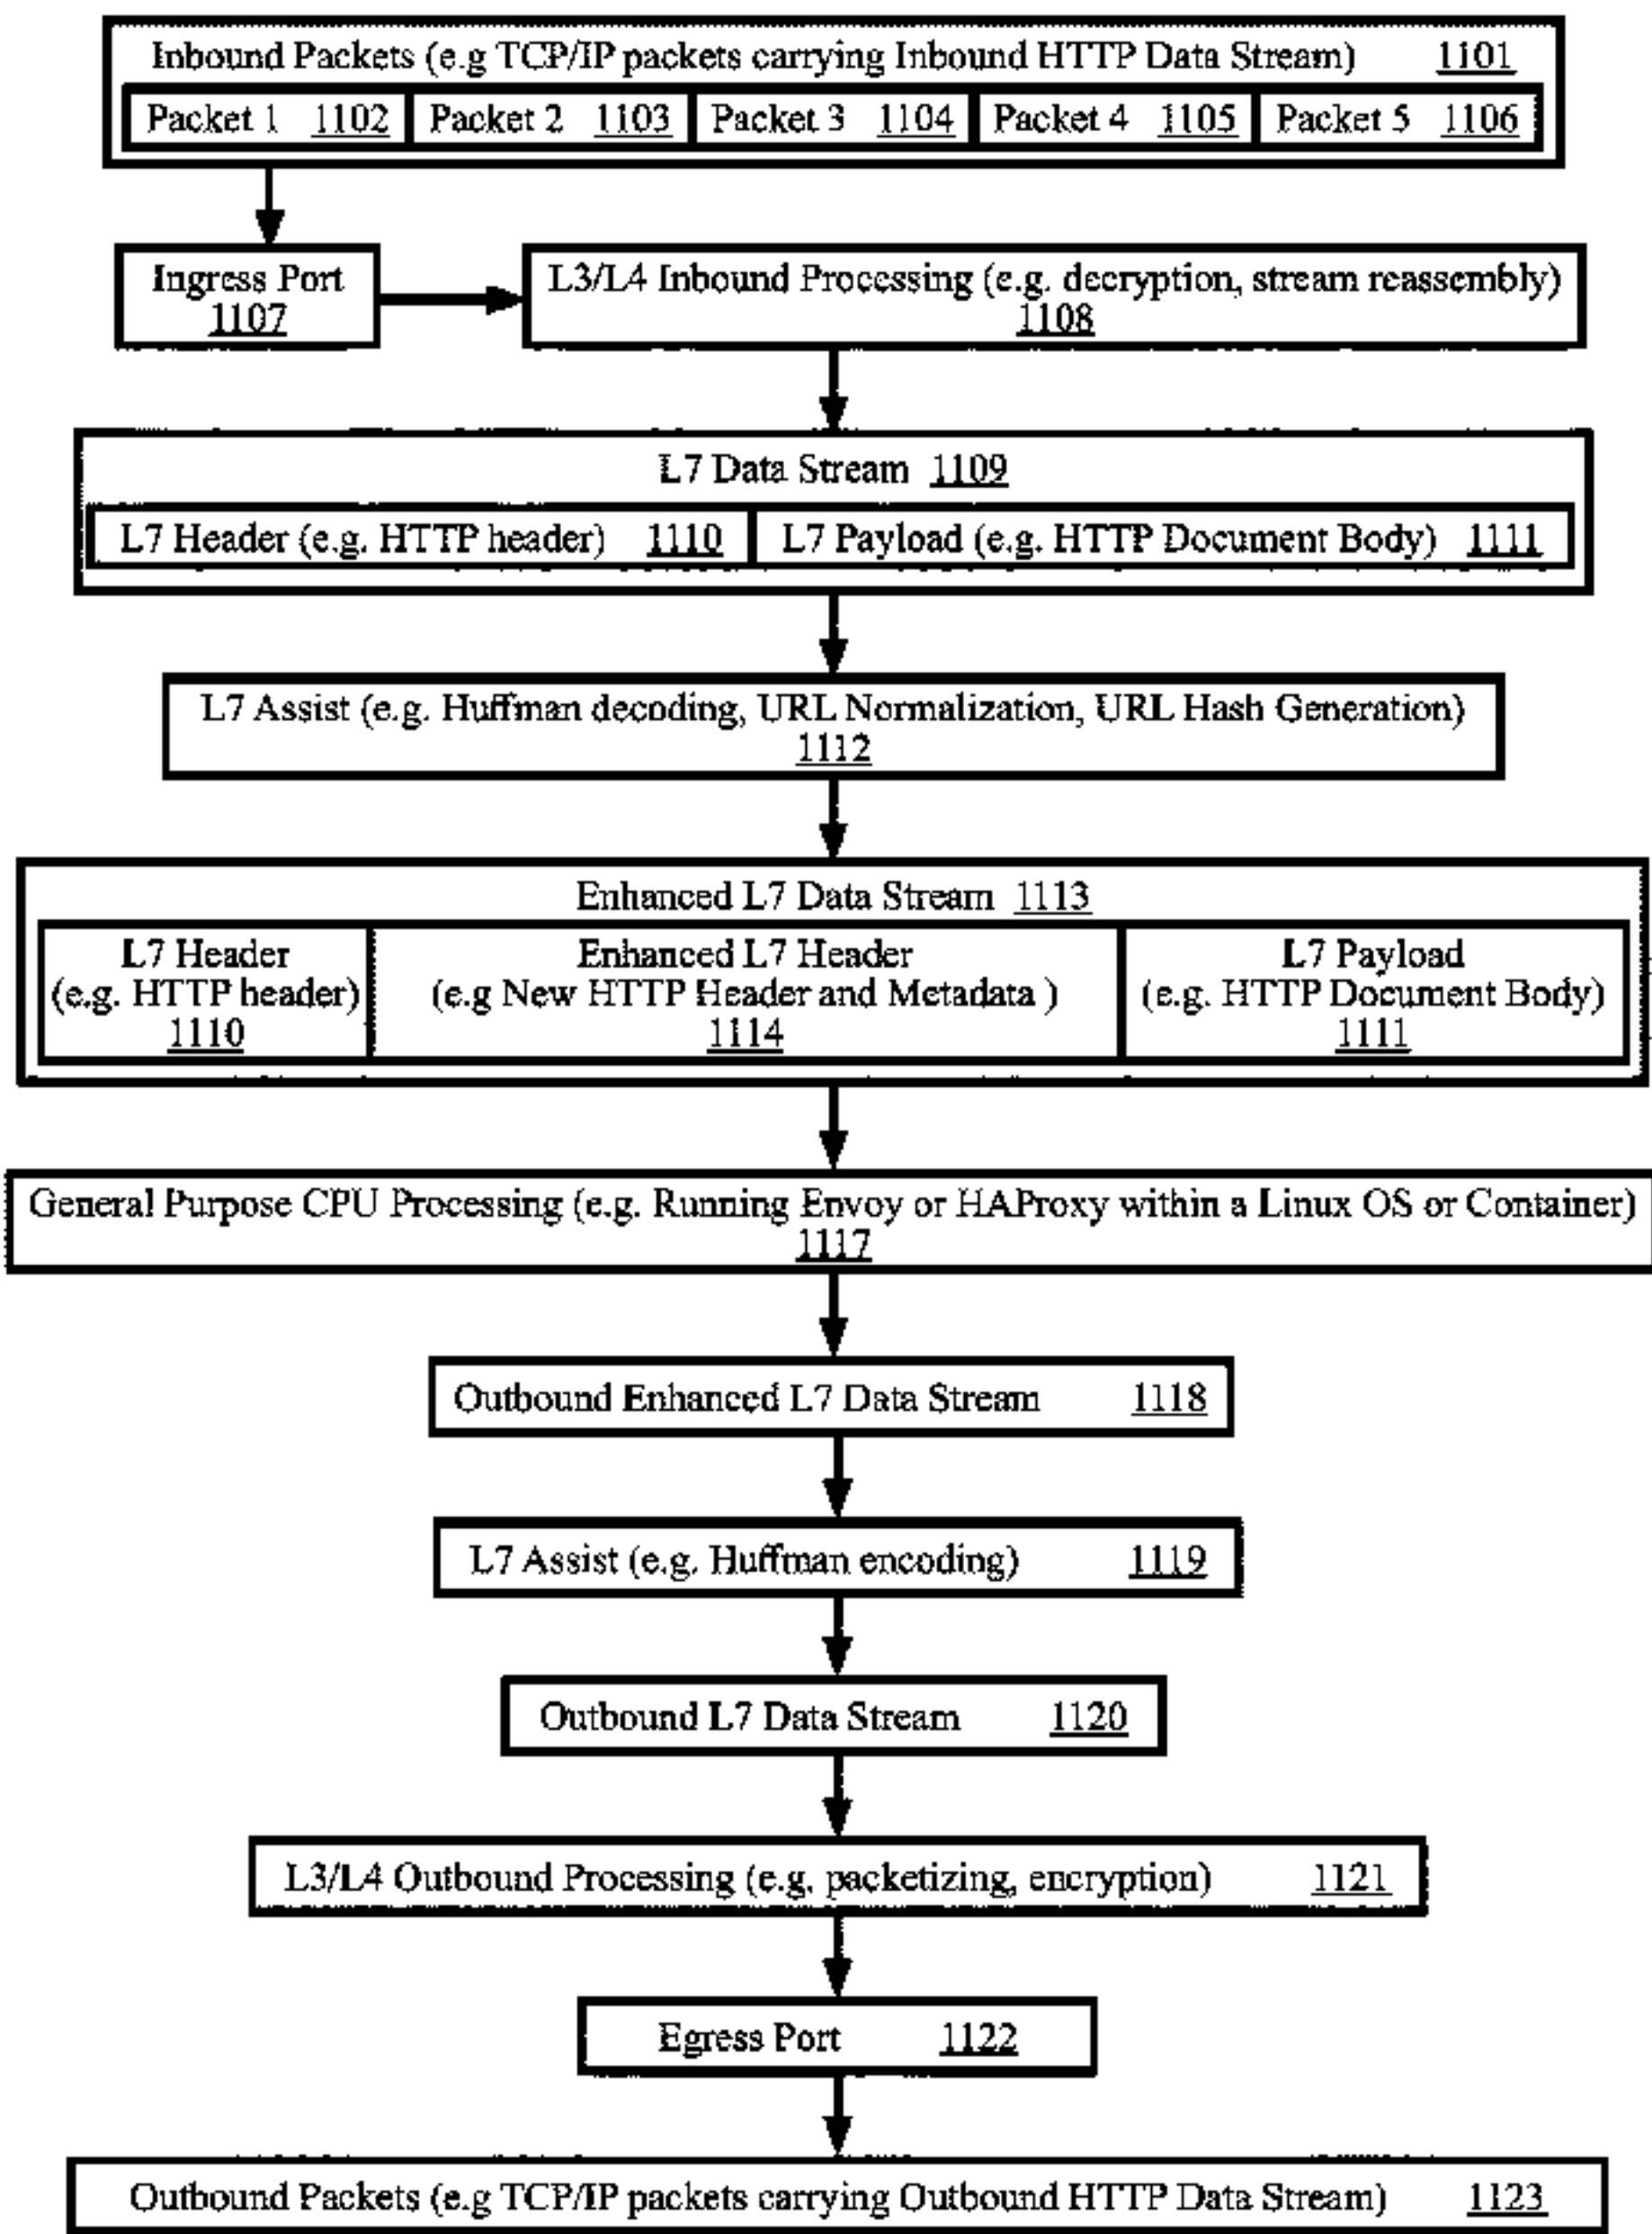 Inbound Packets (e.g TCP/IP packets carrying Inbound HTTP Data Stream) 1101
Packet 1 1102 Packet 2 1103 Packet 3 1104 Packet 4 1105 Packet 5 1106
Ingress Port
1107
L3/L4 Inbound Processing (e.g. decryption, stream reassembly)
1108
L7 Data Stream 1109
L7 Header (e.g. HTTP header) 1110 L7 Payload (e.g. HTTP Document Body) 1111
L7 Assist (e.g. Huffman decoding, URL Normalization, URL Hash Generation)
1112
Enhanced L7 Data Stream 1113
L7 Header
(e.g. HTTP header)
1110
Enhanced L7 Header
(e.g New HTTP Header and Metadata )
1114
L7 Payload
(e.g. HTTP Document Body)
1111
General Purpose CPU Processing (e.g. Running Envoy or HAProxy within a Linux OS or Container)
1117
Outbound Enhanced L7 Data Stream 1118
L7 Assist (e.g. Huffman encoding) 1119
Outbound L7 Data Stream 1120
L3/L4 Outbound Processing (e.g. packetizing, encryption) 1121
Egress Port 1122
Outbound Packets (e.g TCP/IP packets carrying Outbound HTTP Data Stream) 1123